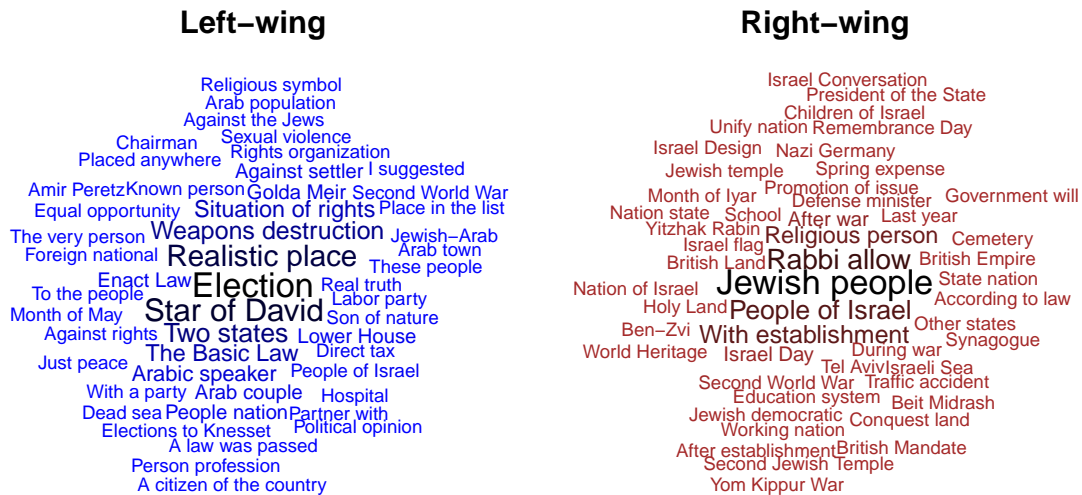 Left−wing
Religious symbol
Arab population
Against the Jews
Chairman
Sexual violence
Placed anywhere
Rights organization
Against settler
I suggested
Amir Peretz
Known person
Golda Meir
Second World War
Equal opportunity
Situation of rights
Place in the list
The very person
Weapons destruction
Jewish−Arab
Foreign national
Realistic place
Arab town
These people
Enact Law
Election
Real truth
To the people
Labor party
Month of May
Star of David
Son of nature
Against rights
Two states
Lower House
Just peace
The Basic Law
Direct tax
Arabic speaker
People of Israel
With a party
Arab couple
Hospital
Dead sea
People nation
Partner with
Elections to Knesset
Political opinion
A law was passed
Person profession
A citizen of the country
Right−wing
Israel Conversation
President of the State
Children of Israel
Unify nation
Remembrance Day
Israel Design
Nazi Germany
Jewish temple
Spring expense
Month of Iyar
Promotion of issue
Defense minister
Government will
Nation state
School
After war
Last year
Yitzhak Rabin
Religious person
Cemetery
Israel flag
British Land
Rabbi allow
British Empire
Nation of Israel
Jewish people
State nation
Holy Land
People of Israel
According to law
Ben−Zvi
With establishment
Other states
Synagogue
World Heritage
Israel Day
During war
Tel Aviv
Israeli Sea
Second World War
Traffic accident
Education system
Beit Midrash
Jewish democratic
Conquest land
Working nation
After establishment
British Mandate
Second Jewish Temple
Yom Kippur War